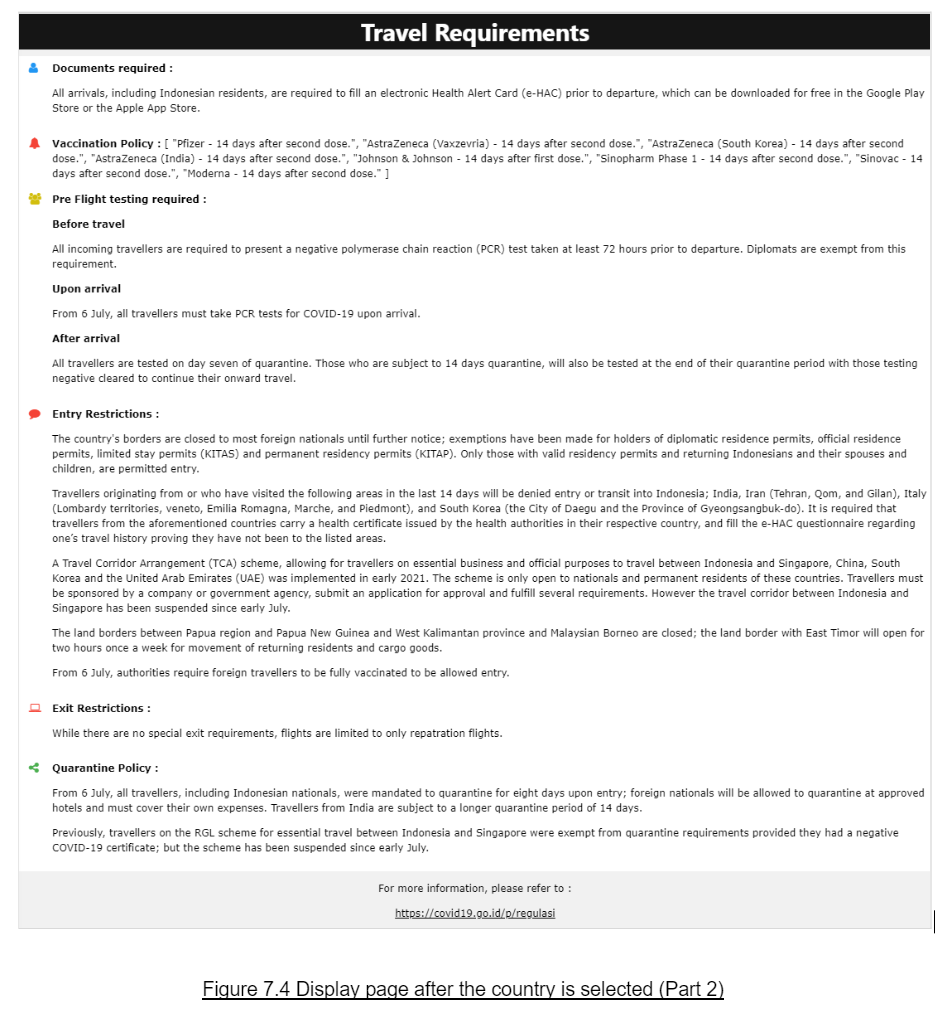 Travel Requirements
Documents required :
All arrivals, including Indonesian residents, are required to fill an electronic Health Alert Card (e-HAC) prior to departure, which can be downloaded for free in the Google Play
Store or the Apple App Store.
Vaccination Policy : [ "Pfizer - 14 days after second dose.", "AstraZeneca (Vaxzevria) - 14 days after second dose.", "AstraZeneca (South Korea) - 14 days after second
dose.", "AstraZeneca (India) - 14 days after second dose.", "Johnson & Johnson - 14 days after first dose.", "Sinopharm Phase 1 - 14 days after second dose.", "Sinovac - 14
days after second dose.", "Moderna - 14 days after second dose." ]
Pre Flight testing required :
Before travel
All incoming travellers are required to present a negative polymerase chain reaction (PCR) test taken at least 72 hours prior to departure. Diplomats are exempt from this
requirement.
Upon arrival
From 6 July, all travellers must take PCR tests for COVID-19 upon arrival.
After arrival
All travellers are tested on day seven of quarantine. Those who are subject to 14 days quarantine, will also be tested at the end of their quarantine period with those testing
negative cleared to continue their onward travel.
Entry Restrictions :
The country's borders are closed to most foreign nationals until further notice; exemptions have been made for holders of diplomatic residence permits, official residence
permits, limited stay permits (KITAS) and permanent residency permits (KITAP). Only those with valid residency permits and returning Indonesians and their spouses and
children, are permitted entry.
Travellers originating from or who have visited the following areas in the last 14 days will be denied entry or transit into Indonesia; India, Iran (Tehran, Qom, and Gilan), Italy
(Lombardy territories, veneto, Emilia Romagna, Marche, and Piedmont), and South Korea (the City of Daegu and the Province of Gyeongsangbuk-do). It is required that
travellers from the aforementioned countries carry a health certificate issued by the health authorities in their respective country, and fill the e-HAC questionnaire regarding
one's travel history proving they have not been to the listed areas.
A Travel Corridor Arrangement (TCA) scheme, allowing for travellers on essential business and official purposes to travel between Indonesia and Singapore, China, South
Korea and the United Arab Emirates (UAE) was implemented in early 2021. The scheme is only open to nationals and permanent residents of these countries. Travellers must
be sponsored by a company or government agency, submit an application for approval and fulfill several requirements. However the travel corridor between Indonesia and
Singapore has been suspended since early July.
The land borders between Papua region and Papua New Guinea and West Kalimantan province and Malaysian Borneo are closed; the land border with East Timor will open for
two hours once a week for movement of returning residents and cargo goods.
From 6 July, authorities require foreign travellers to be fully vaccinated to be allowed entry.
Exit Restrictions :
While there are no special exit requirements, flights are limited to only repatration flights.
Quarantine Policy :
From 6 July, all travellers, including Indonesian nationals, were mandated to quarantine for eight days upon entry; foreign nationals will be allowed to quarantine at approved
hotels and must cover their own expenses. Travellers from India are subject to a longer quarantine period of 14 days.
Previously, travellers on the RGL scheme for essential travel between Indonesia and Singapore were exempt from quarantine requirements provided they had a negative
COVID-19 certificate; but the scheme has been suspended since early July.
For more information, please refer to :
https://covid19.go.id/p/regulasi
Figure 7.4 Display page after the country is selected (Part 2)